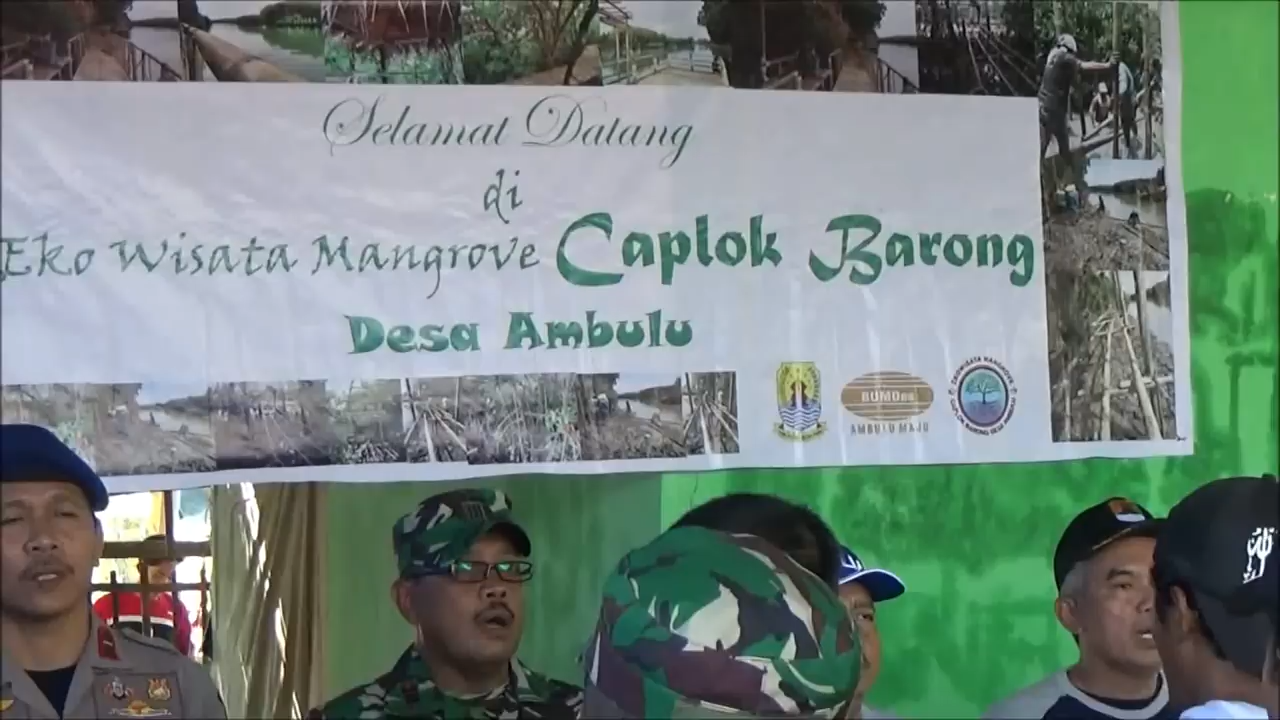 Selamat Datang
di
Eko Wisata Mangrove Caplok Barong
Desa Ambulu
BUMDes
AMBULU MAJU